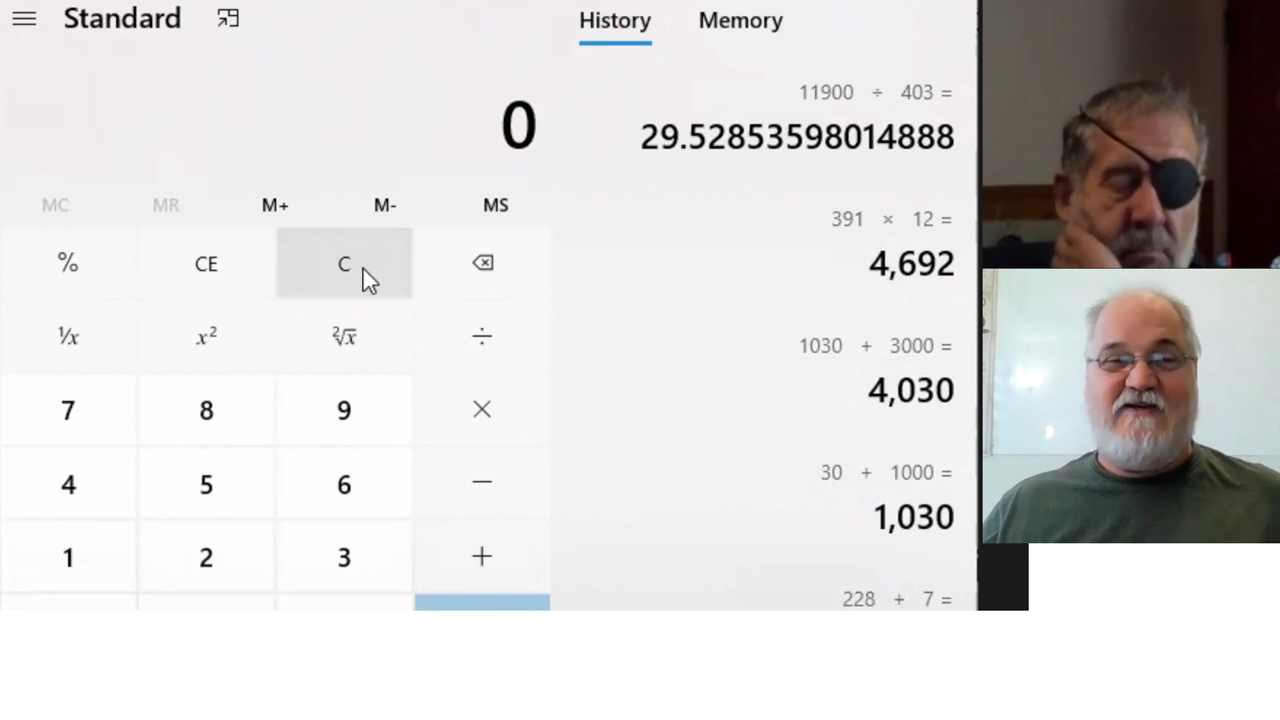 Standard
History Memory
0
11900 ÷ 403 =
29.52853598014888
MC MR M+ M- MS
391 × 12 =
4,692
% CE C
1030 + 3000 =
4,030
⅟x x² ²√x ÷
7 8 9 ×
30 + 1000 =
1,030
4 5 6 −
1 2 3 +
228 + 7 =